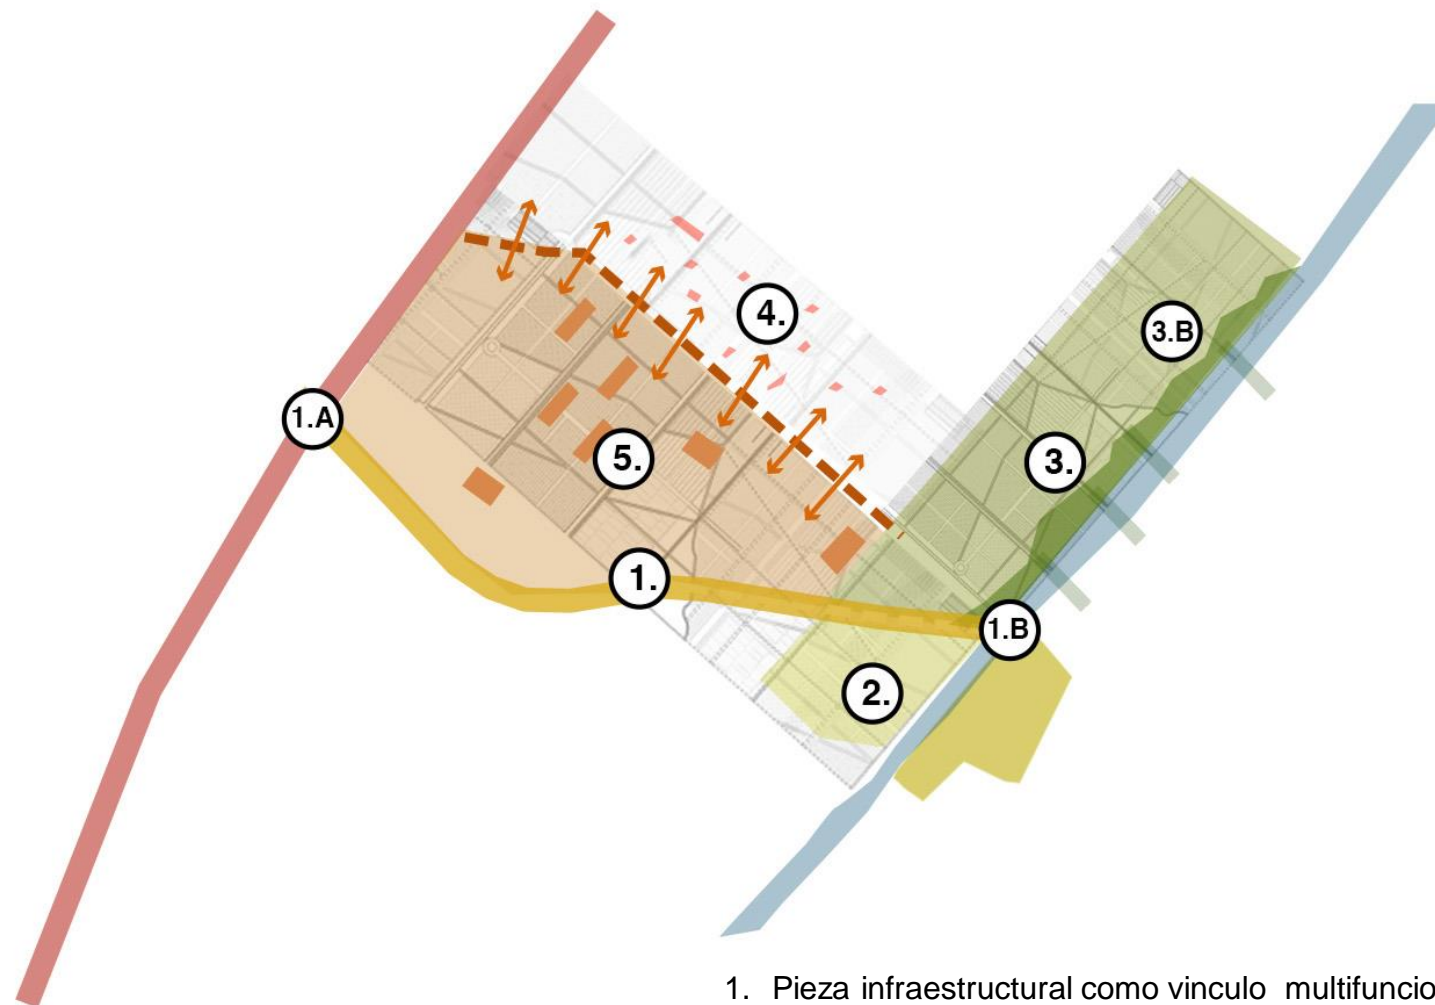 4.
3.B
1.A
5.
3.
1.
1.B
2.
1. Pieza infraestructural como vinculo multifuncio